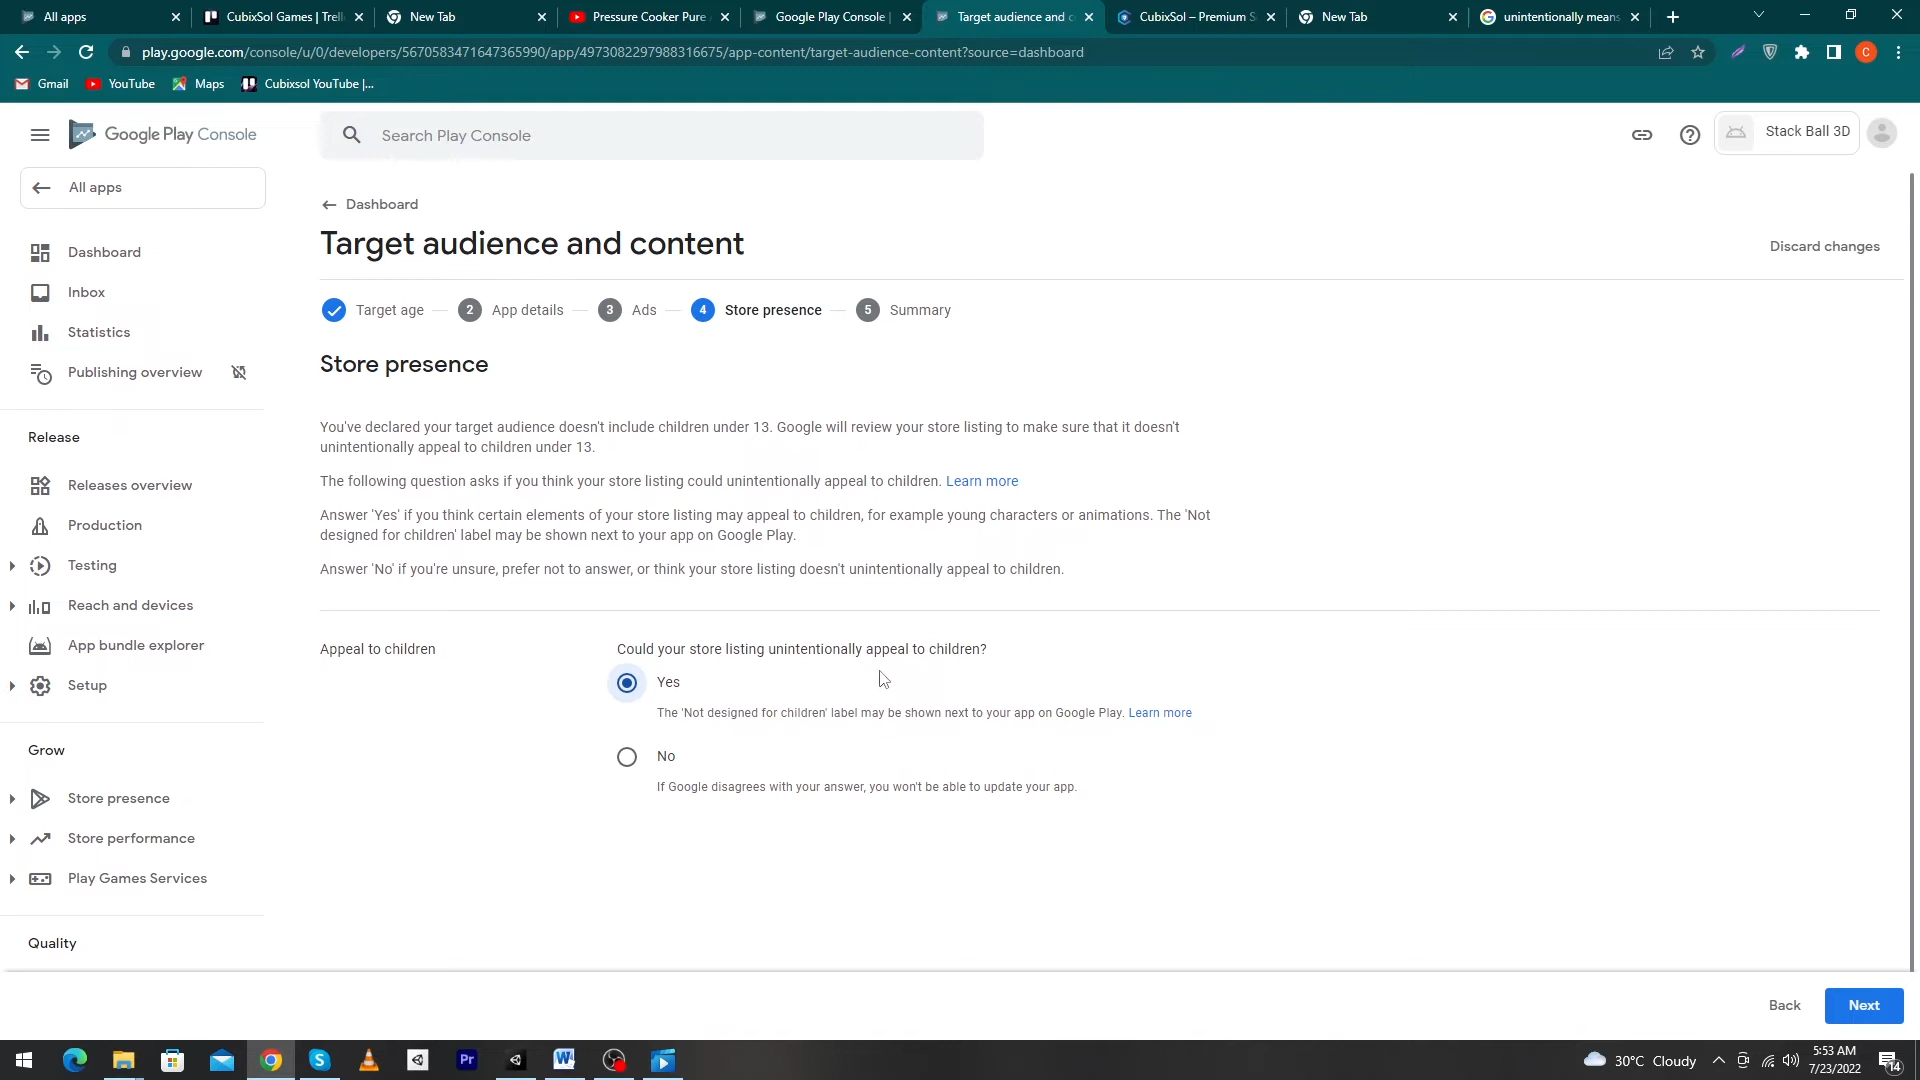 All apps
CubixSol Games | Trell
New Tab
Pressure Cooker Pure
Google Play Console |
Target audience and c
CubixSol – Premium S
New Tab
unintentionally means
play.google.com/console/u/0/developers/5670583471647365990/app/4973082297988316675/app-content/target-audience-content?source=dashboard
C
Gmail
YouTube
Maps
Cubixsol YouTube |...
Google Play Console
Search Play Console
Stack Ball 3D
All apps
Dashboard
Inbox
Statistics
Publishing overview
Release
Releases overview
Production
Testing
Reach and devices
App bundle explorer
Setup
Grow
Store presence
Store performance
Play Games Services
Quality
Dashboard
Target audience and content
Discard changes
Target age
2 App details
3 Ads
4 Store presence
5 Summary
Store presence
You've declared your target audience doesn't include children under 13. Google will review your store listing to make sure that it doesn't
unintentionally appeal to children under 13.
The following question asks if you think your store listing could unintentionally appeal to children. Learn more
Answer 'Yes' if you think certain elements of your store listing may appeal to children, for example young characters or animations. The 'Not
designed for children' label may be shown next to your app on Google Play.
Answer 'No' if you're unsure, prefer not to answer, or think your store listing doesn't unintentionally appeal to children.
Appeal to children
Could your store listing unintentionally appeal to children?
Yes
The 'Not designed for children' label may be shown next to your app on Google Play. Learn more
No
If Google disagrees with your answer, you won't be able to update your app.
Back
Next
Pr
30°C Cloudy
5:53 AM
7/23/2022
14